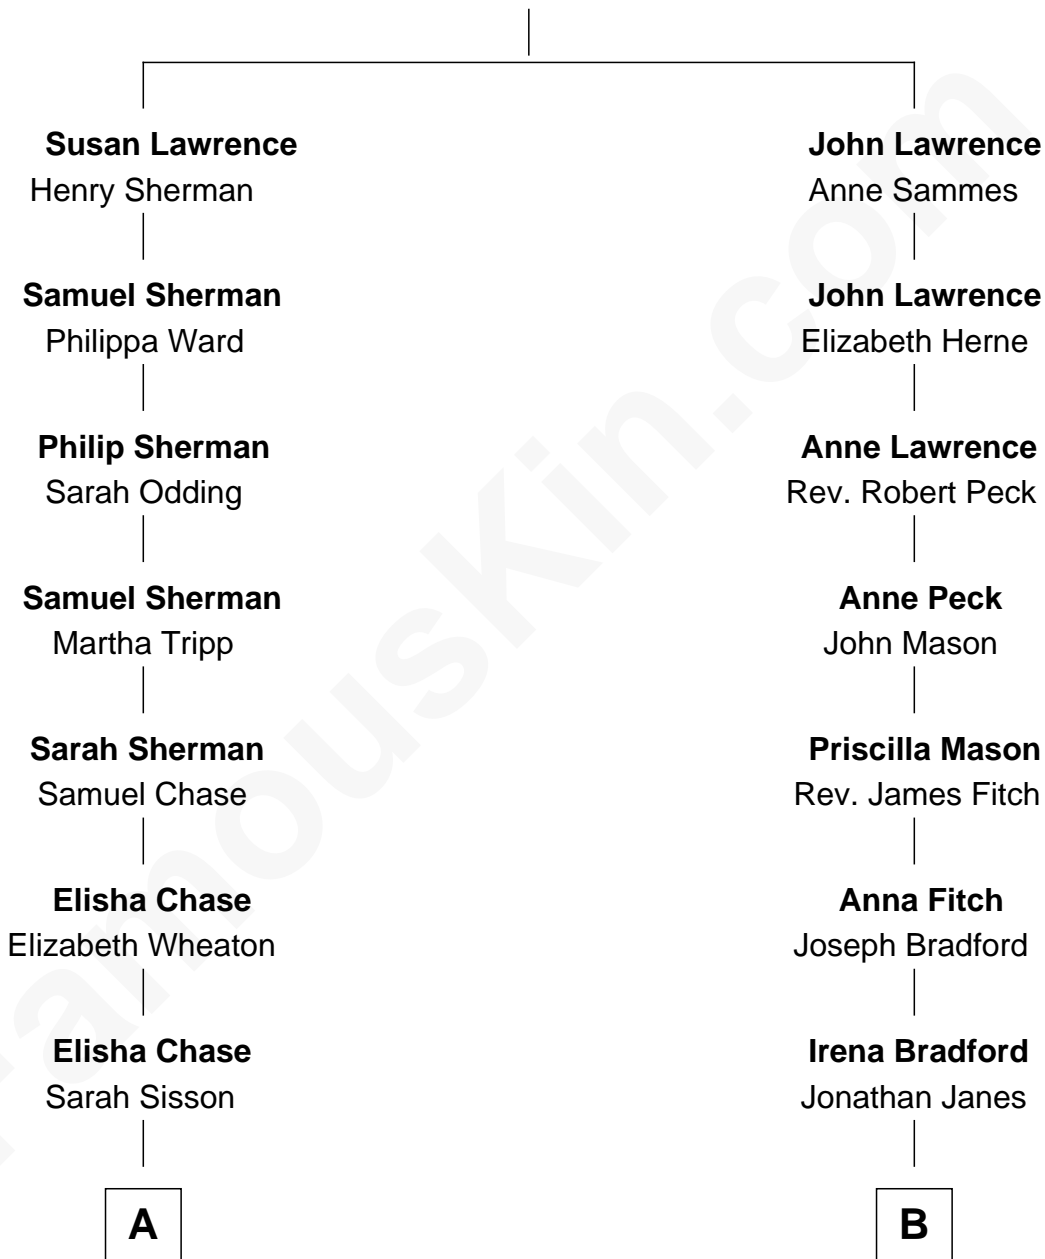 Susan Lawrence
Henry Sherman
Samuel Sherman
Philippa Ward
Philip Sherman
Sarah Odding
Samuel Sherman
Martha Tripp
Sarah Sherman
Samuel Chase
Elisha Chase
Elizabeth Wheaton
Elisha Chase
Sarah Sisson
A
John Lawrence
Anne Sammes
John Lawrence
Elizabeth Herne
Anne Lawrence
Rev. Robert Peck
Anne Peck
John Mason
Priscilla Mason
Rev. James Fitch
Anna Fitch
Joseph Bradford
Irena Bradford
Jonathan Janes
B
FamousKin.com